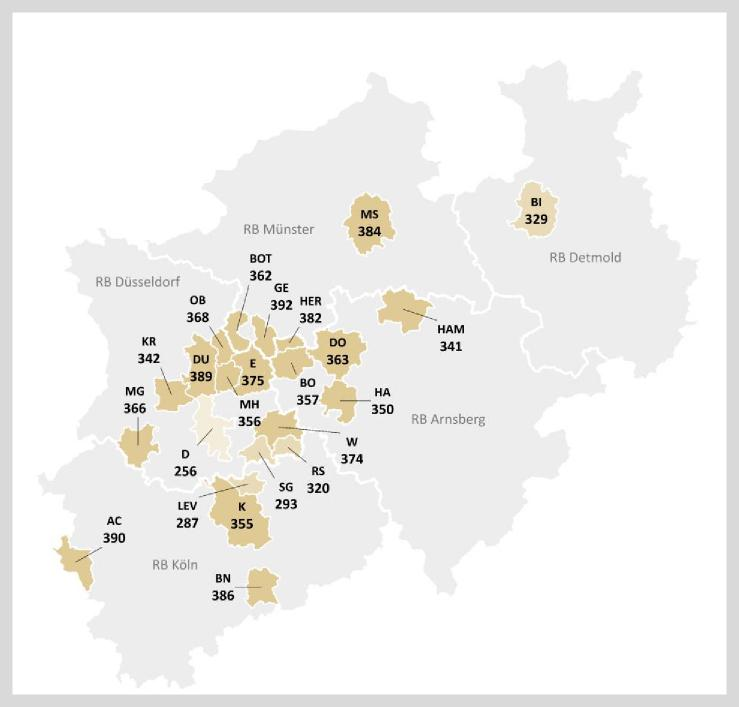 MS
384
BI
329
RB Münster
RB Detmold
BOT
362
RB Düsseldorf
GE
392
HER
382
OB
368
HAM
341
KR
342
DO
363
DU
389
E
375
BO
357
MG
366
HA
350
MH
356
RB Arnsberg
W
374
D
256
RS
320
SG
293
LEV
287
K
355
AC
390
RB Köln
BN
386